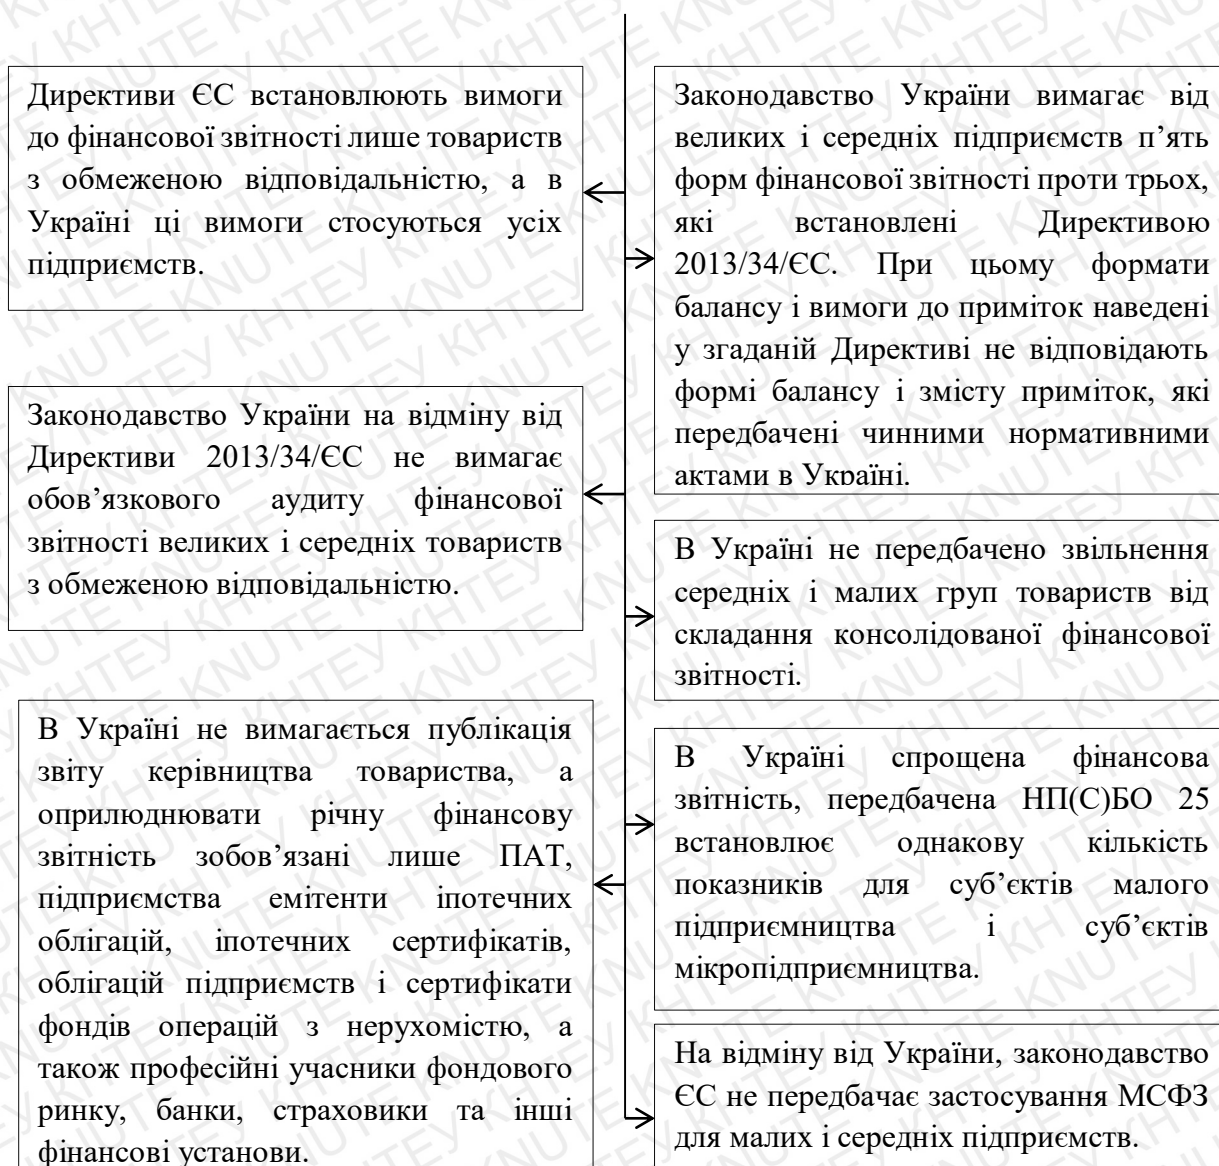 Директиви ЄС встановлюють вимоги
до фінансової звітності лише товариств
з обмеженою відповідальністю, а в
Україні ці вимоги стосуються усіх
підприємств.
Законодавство України на відміну від
Директиви 2013/34/ЄС не вимагає
обов’язкового аудиту фінансової
звітності великих і середніх товариств
з обмеженою відповідальністю.
В Україні не вимагається публікація
звіту керівництва товариства, а
оприлюднювати річну фінансову
звітність зобов’язані лише ПАТ,
підприємства емітенти іпотечних
облігацій, іпотечних сертифікатів,
облігацій підприємств і сертифікати
фондів операцій з нерухомістю, а
також професійні учасники фондового
ринку, банки, страховики та інші
фінансові установи.
Законодавство України вимагає від
великих і середніх підприємств п’ять
форм фінансової звітності проти трьох,
які встановлені Директивою
2013/34/ЄС. При цьому формати
балансу і вимоги до приміток наведені
у згаданій Директиві не відповідають
формі балансу і змісту приміток, які
передбачені чинними нормативними
актами в Україні.
В Україні не передбачено звільнення
середніх і малих груп товариств від
складання консолідованої фінансової
звітності.
В Україні спрощена фінансова
звітність, передбачена НП(С)БО 25
встановлює однакову кількість
показників для суб’єктів малого
підприємництва і суб’єктів
мікропідприємництва.
На відміну від України, законодавство
ЄС не передбачає застосування МСФЗ
для малих і середніх підприємств.